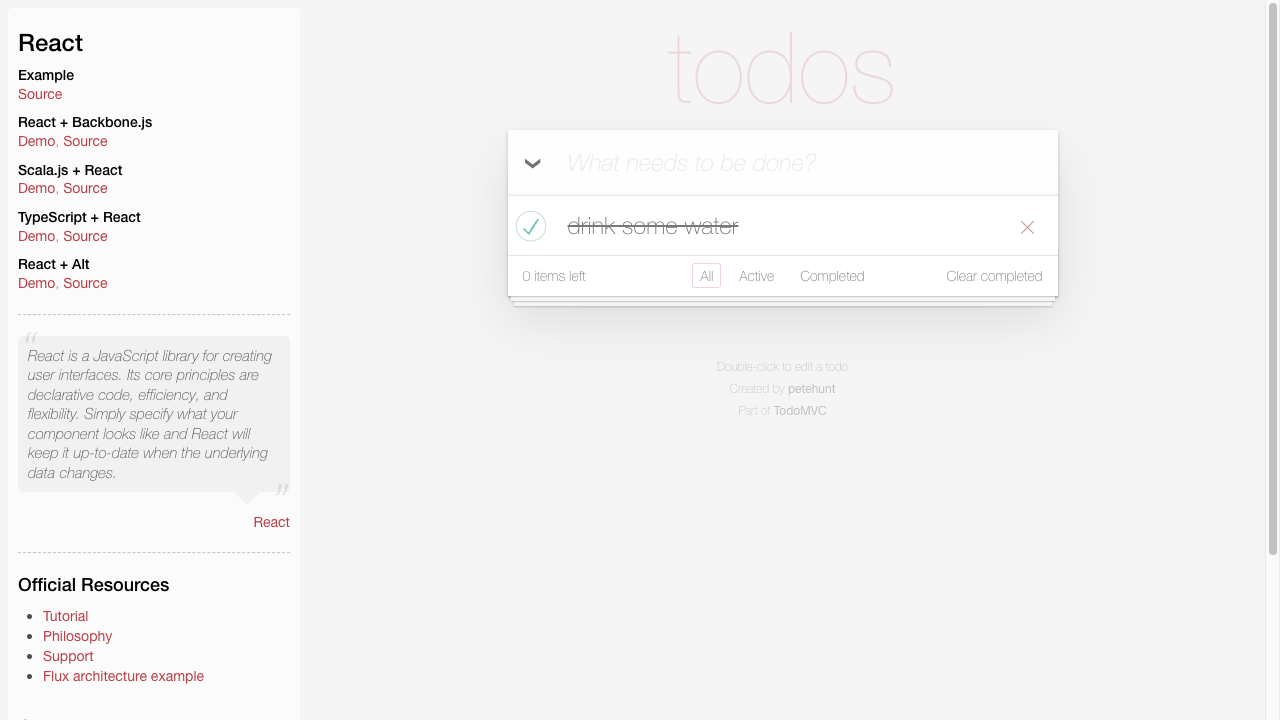 React
Example
Source
React + Backbone.js
Demo, Source
Scala.js + React
Demo, Source
TypeScript + React
Demo, Source
React + Alt
Demo, Source
“
React is a JavaScript library for creating
user interfaces. Its core principles are
declarative code, efficiency, and
flexibility. Simply specify what your
component looks like and React will
keep it up-to-date when the underlying
data changes.
”
React
Official Resources
Tutorial
Philosophy
Support
Flux architecture example
todos
What needs to be done?
drink some water
0 items left
All
Active
Completed
Clear completed
Double-click to edit a todo
Created by petehunt
Part of TodoMVC